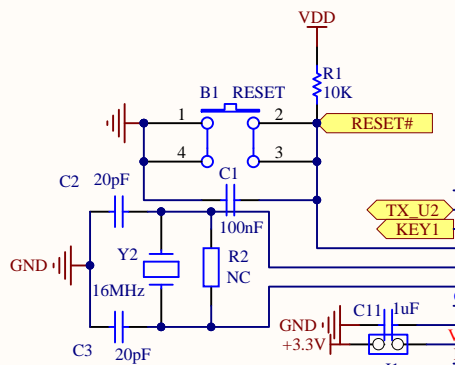 VDD
R1
10K
B1 RESET
1 2
RESET#
4 3
C1
C2
20pF
TX_U2
100nF
KEY1
Y2
R2
GND
NC
16MHz
C11 1uF
GND
C3
20pF
+3.3V